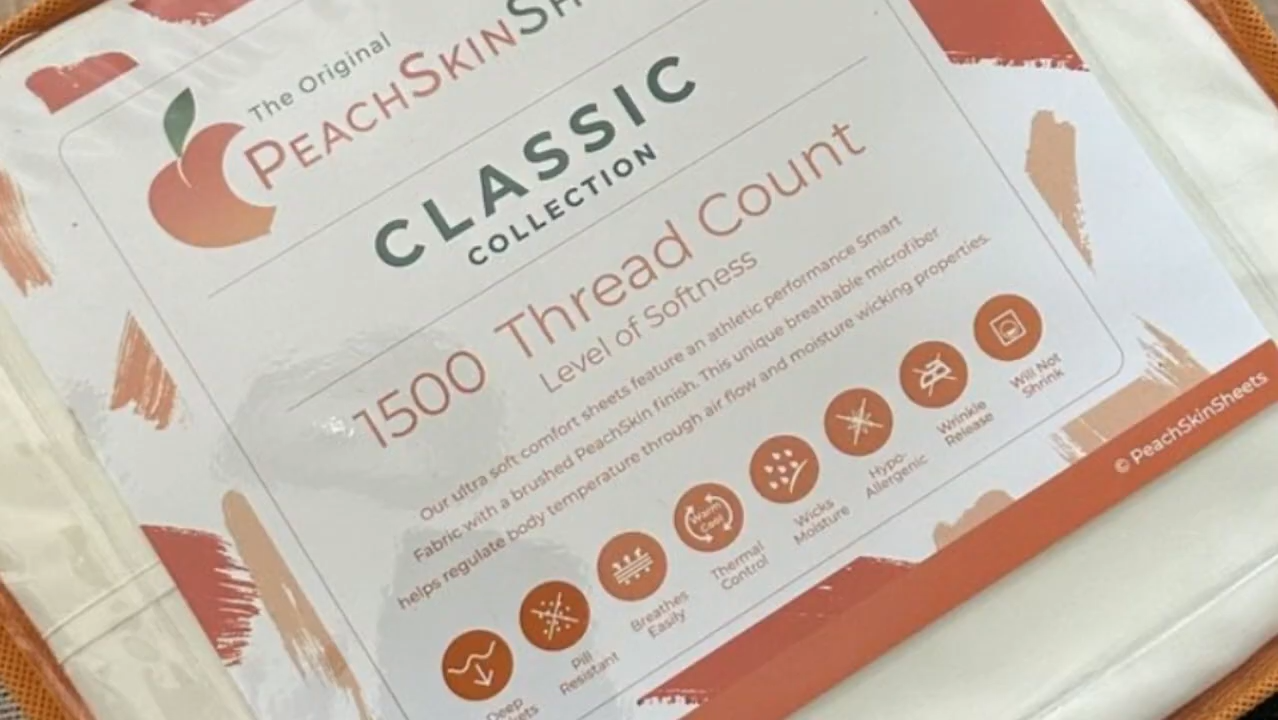 The Original
PEACHSKINSH
CLASSIC
COLLECTION
1500 Thread Count
Level of Softness
Our ultra soft comfort sheets feature an athletic performance Smart
Fabric with a brushed PeachSkin finish. This unique breathable microfiber
helps regulate body temperature through air flow and moisture wicking properties.
Deep
Pill
Resistant
Breathes
Easily
Warm
Cool
Thermal
Control
Wicks
Moisture
Hypo-
Allergenic
Wrinkle
Release
Will Not
Shrink
© PeachSkinSheets